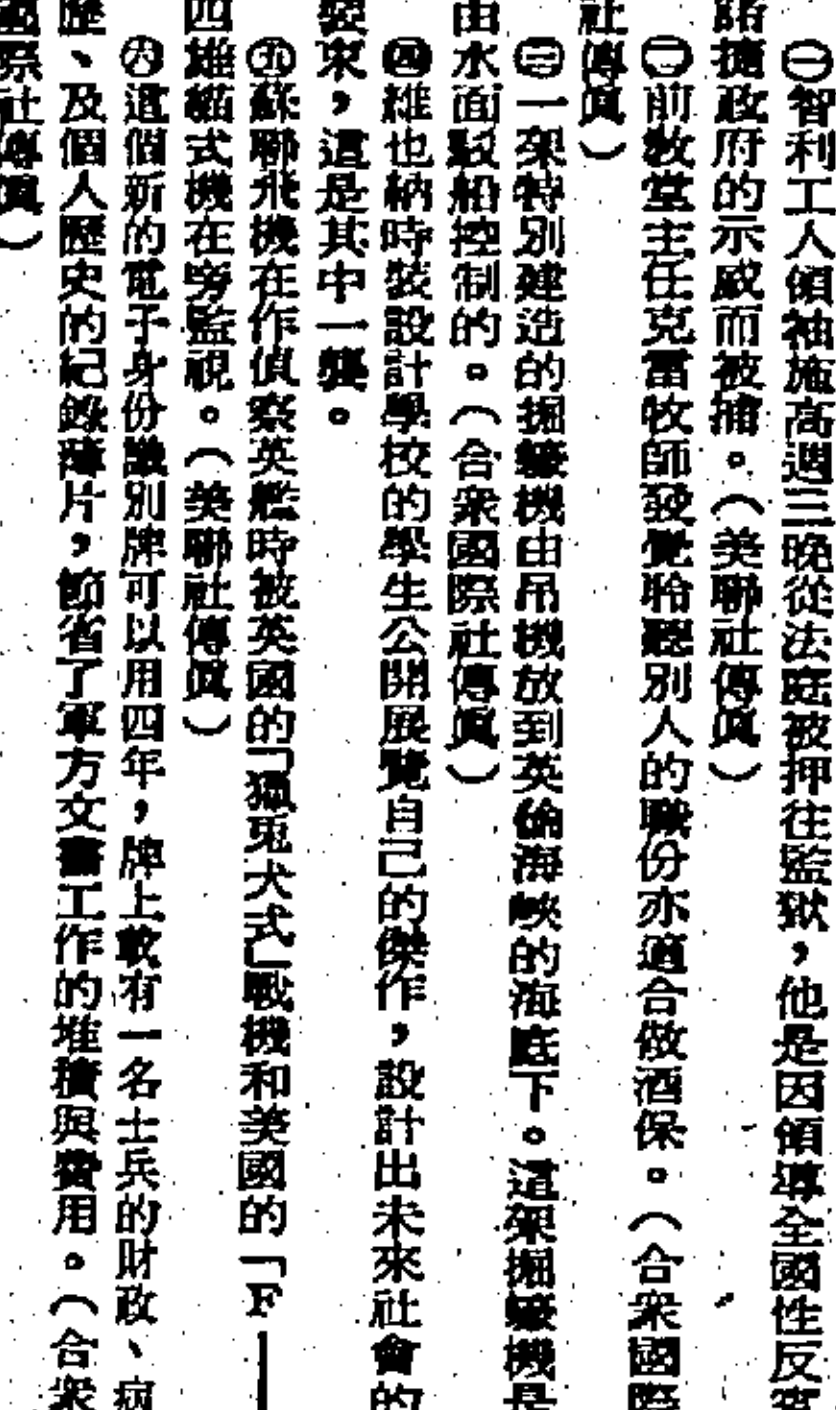 ㊀智利工人領袖施高週三晚從法庭被押往監獄，他是因領導全國性反賓
諾擅政府的示威而被捕。（美聯社傳眞）
㊁前敎堂主任克雷牧師發覺聆聽別人的職份亦適合做酒保。（合衆國際
社傳眞）
㊂一架特別建造的掘壕機由吊機放到英倫海峽的海底下。這架掘壕機是
由水面駁船控制的。（合衆國際社傳眞）
㊃維也納時裝設計學校的學生公開展覽自己的傑作，設計出未來社會的
裝束，這是其中一襲。
㊄蘇聯飛機在作偵察英艦時被英國的「獵兎犬式」戰機和美國的「F—
四雄貓式機在旁監視。（美聯社傳眞）
㊅這個新的電子身份識別牌可以用四年，牌上載有一名士兵的財政、病
歷、及個人歷史的紀錄薄片，節省了軍方文書工作的堆積與費用。（合衆
國際社傳眞）